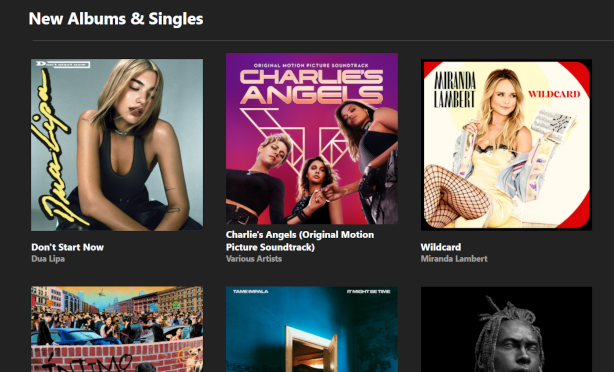 New Albums & Singles
Dua Lipa
ORIGINAL MOTION PICTURE SOUNDTRACK
CHARLIE'S
ANGELS
MIRANDA
LAMBERT
WILDCARD
Don't Start Now
Dua Lipa
Charlie's Angels (Original Motion
Picture Soundtrack)
Various Artists
Wildcard
Miranda Lambert
TAME IMPALA
IT MIGHT BE TIME
INTIMO